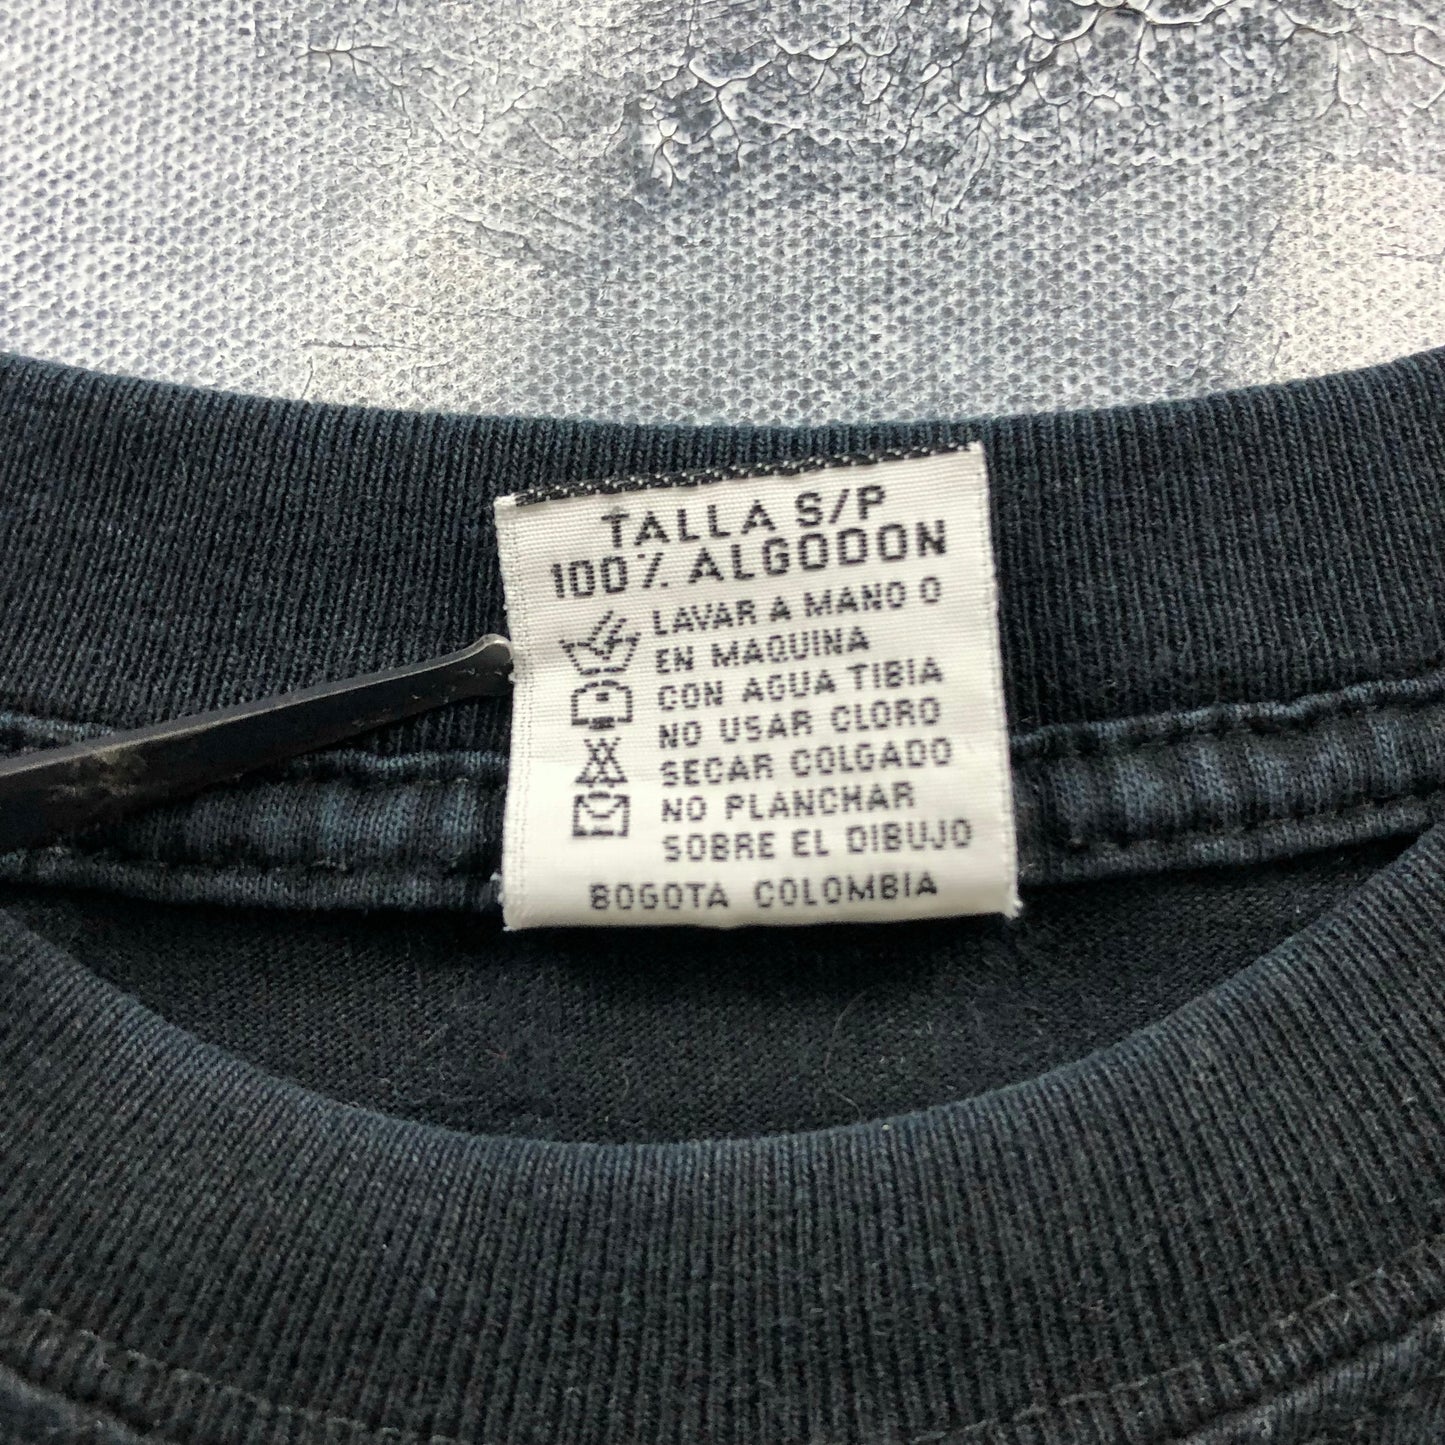 TALLA S/P
100% ALGODON
LAVAR A MANO O
EN MAQUINA
CON AGUA TIBIA
NO USAR CLORO
SECAR COLGADO
NO PLANCHAR
SOBRE EL DIBUJO
BOGOTA COLOMBIA